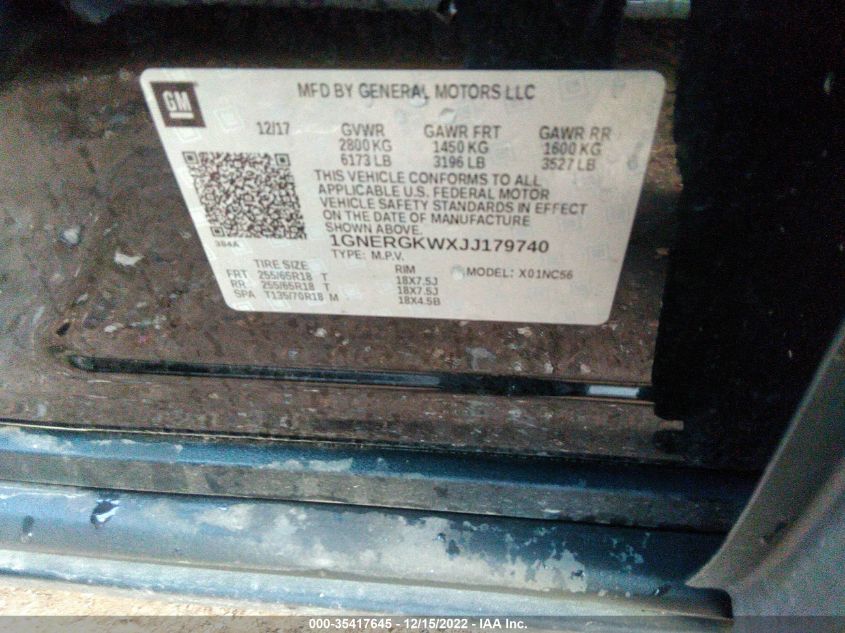 GM
MFD BY GENERAL MOTORS LLC
12/17 GVWR GAWR FRT GAWR RR
2800 KG 1450 KG 1600 KG
6173 LB 3196 LB 3527 LB
THIS VEHICLE CONFORMS TO ALL
APPLICABLE U.S. FEDERAL MOTOR
VEHICLE SAFETY STANDARDS IN EFFECT
ON THE DATE OF MANUFACTURE
SHOWN ABOVE.
384A
1GNERGKWXJJ179740
TYPE: M.P.V.
TIRE SIZE RIM MODEL: X01NC56
FRT 255/65R18 T 18X7.5J
RR 255/65R18 T 18X7.5J
SPA T135/70R18 M 18X4.5B
000-35417645 - 12/15/2022 - IAA Inc.